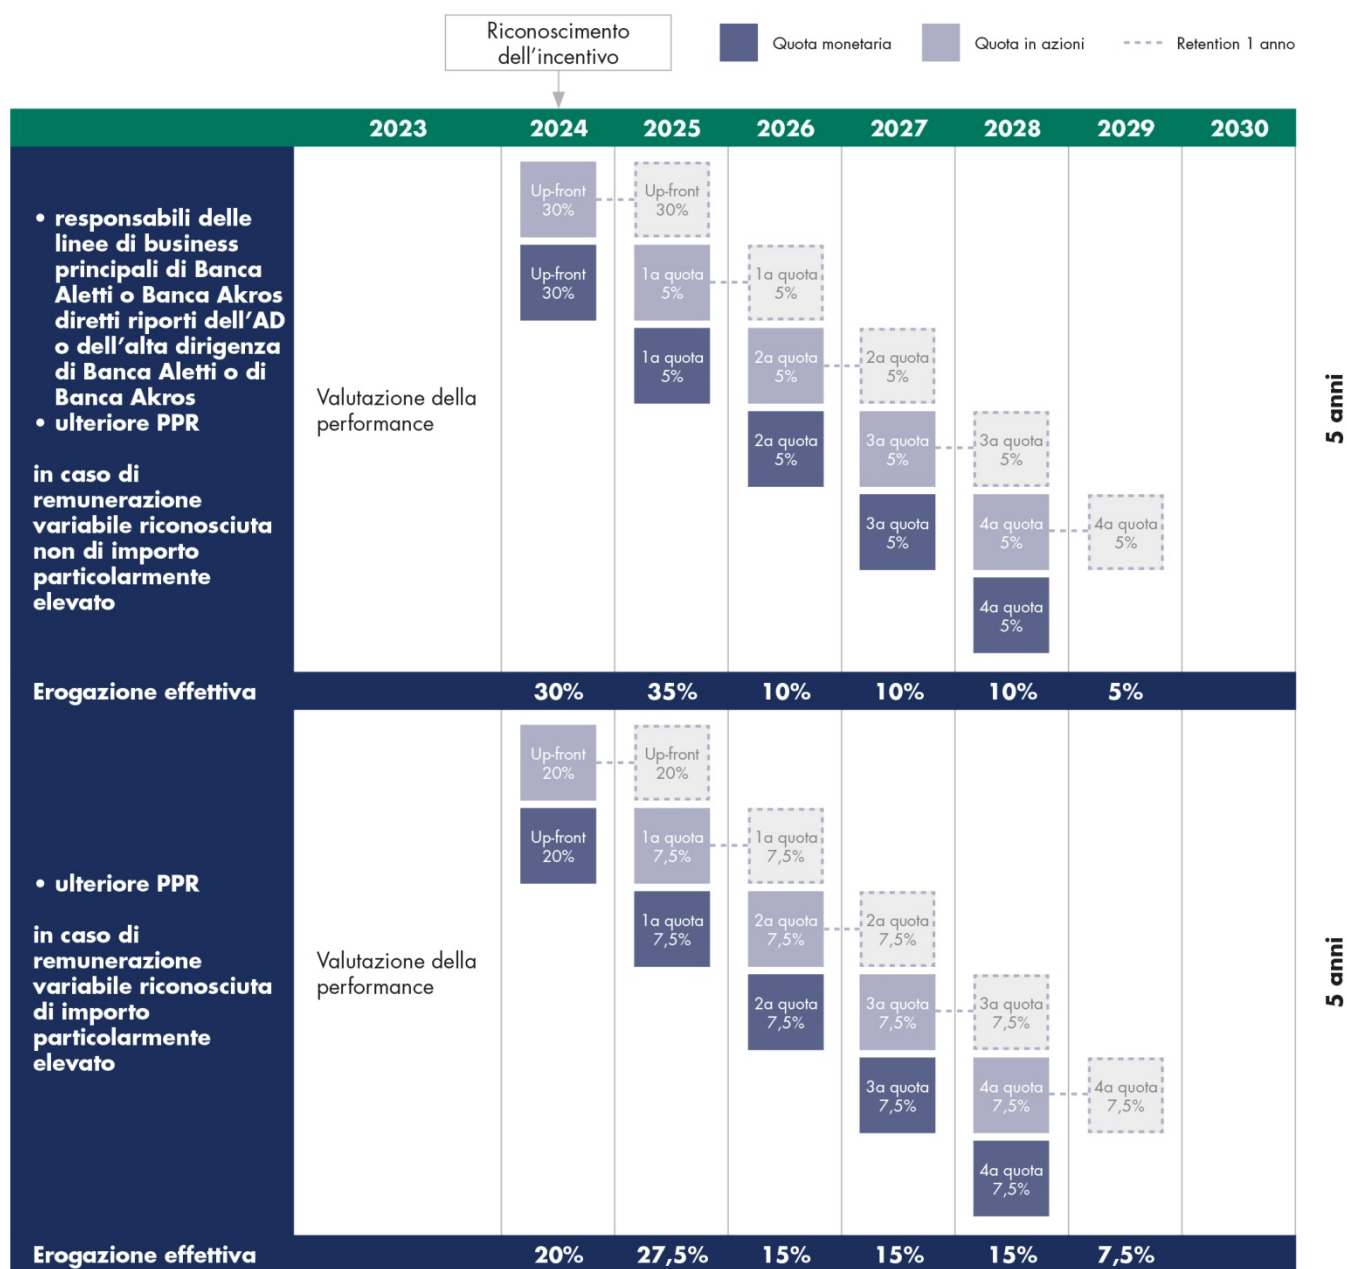 Riconoscimento
dell'incentivo
Quota monetaria
Quota in azioni
Retention 1 anno
2023 2024 2025 2026 2027 2028 2029 2030
• responsabili delle
linee di business
principali di Banca
Aletti o Banca Akros
diretti riporti dell'AD
o dell'alta dirigenza
di Banca Aletti o di
Banca Akros
• ulteriore PPR
in caso di
remunerazione
variabile riconosciuta
non di importo
particolarmente
elevato
Valutazione della
performance
Up-front
30%
Up-front
30%
Up-front
30%
1a quota
5%
1a quota
5%
1a quota
5%
2a quota
5%
2a quota
5%
2a quota
5%
3a quota
5%
3a quota
5%
3a quota
5%
4a quota
5%
4a quota
5%
4a quota
5%
5 anni
Erogazione effettiva 30% 35% 10% 10% 10% 5%
• ulteriore PPR
in caso di
remunerazione
variabile riconosciuta
di importo
particolarmente
elevato
Valutazione della
performance
Up-front
20%
Up-front
20%
Up-front
20%
1a quota
7,5%
1a quota
7,5%
1a quota
7,5%
2a quota
7,5%
2a quota
7,5%
2a quota
7,5%
3a quota
7,5%
3a quota
7,5%
3a quota
7,5%
4a quota
7,5%
4a quota
7,5%
4a quota
7,5%
5 anni
Erogazione effettiva 20% 27,5% 15% 15% 15% 7,5%